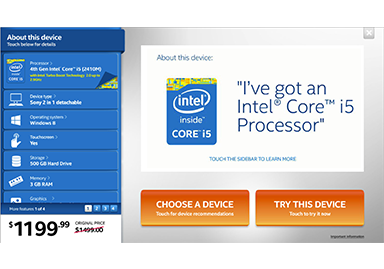 About this device
Touch below for details
Processor >
4th Gen Intel® Core™ i5 (2410M)
with Intel Turbo Boost Technology
Device type >
Sony 2 in 1 detachable
Operating system >
Windows 8
Touchscreen >
Yes
Storage >
500 GB Hard Drive
Memory >
3 GB RAM
Graphics
More features 1 of 4
1 2 3 4
$1199.99
ORIGINAL PRICE
$1499.00
About this device:
intel
inside™
CORE™ i5
"I've got an
Intel® Core™ i5
Processor"
TOUCH THE SIDEBAR TO LEARN MORE
CHOOSE A DEVICE
Touch for device recommendations
TRY THIS DEVICE
Touch to try it now
Important information